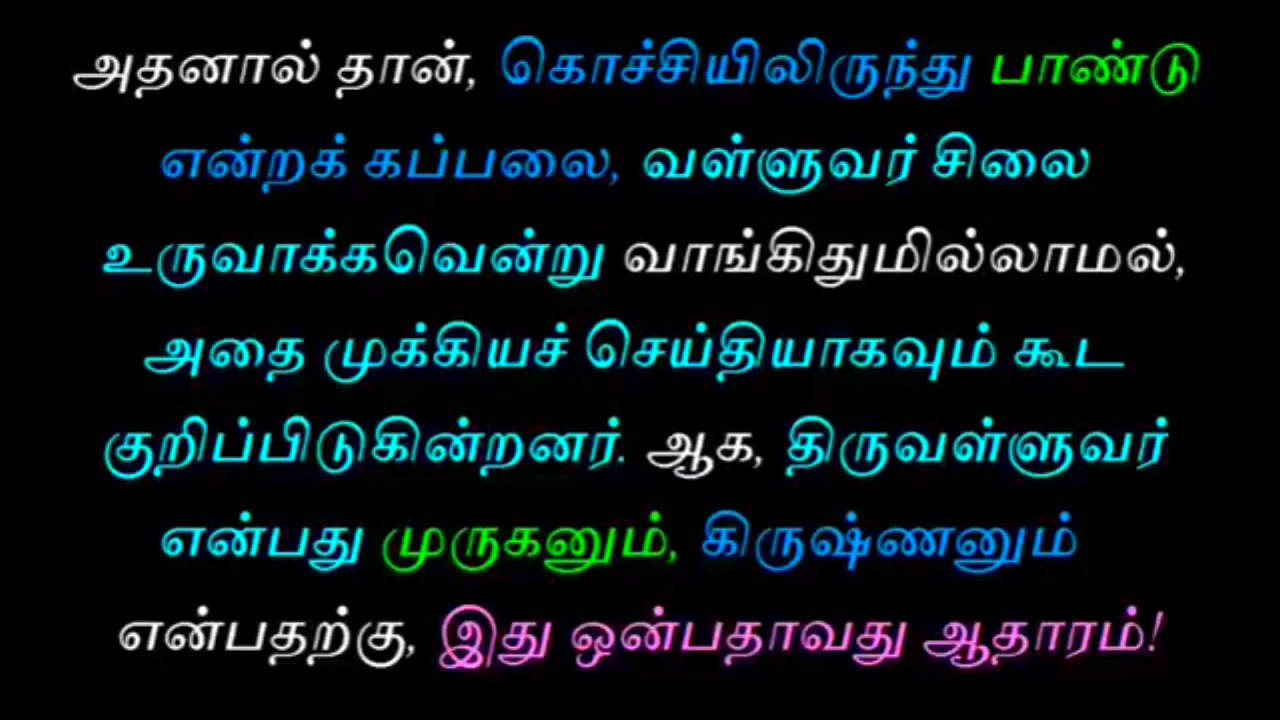 அதனால் தான், கொச்சியிலிருந்து பாண்டு
என்றக் கப்பலை, வள்ளுவர் சிலை
உருவாக்கவென்று வாங்கிதுமில்லாமல்,
அதை முக்கியச் செய்தியாகவும் கூட
குறிப்பிடுகின்றனர். ஆக, திருவள்ளுவர்
என்பது முருகனும், கிருஷ்ணனும்
என்பதற்கு, இது ஒன்பதாவது ஆதாரம்!